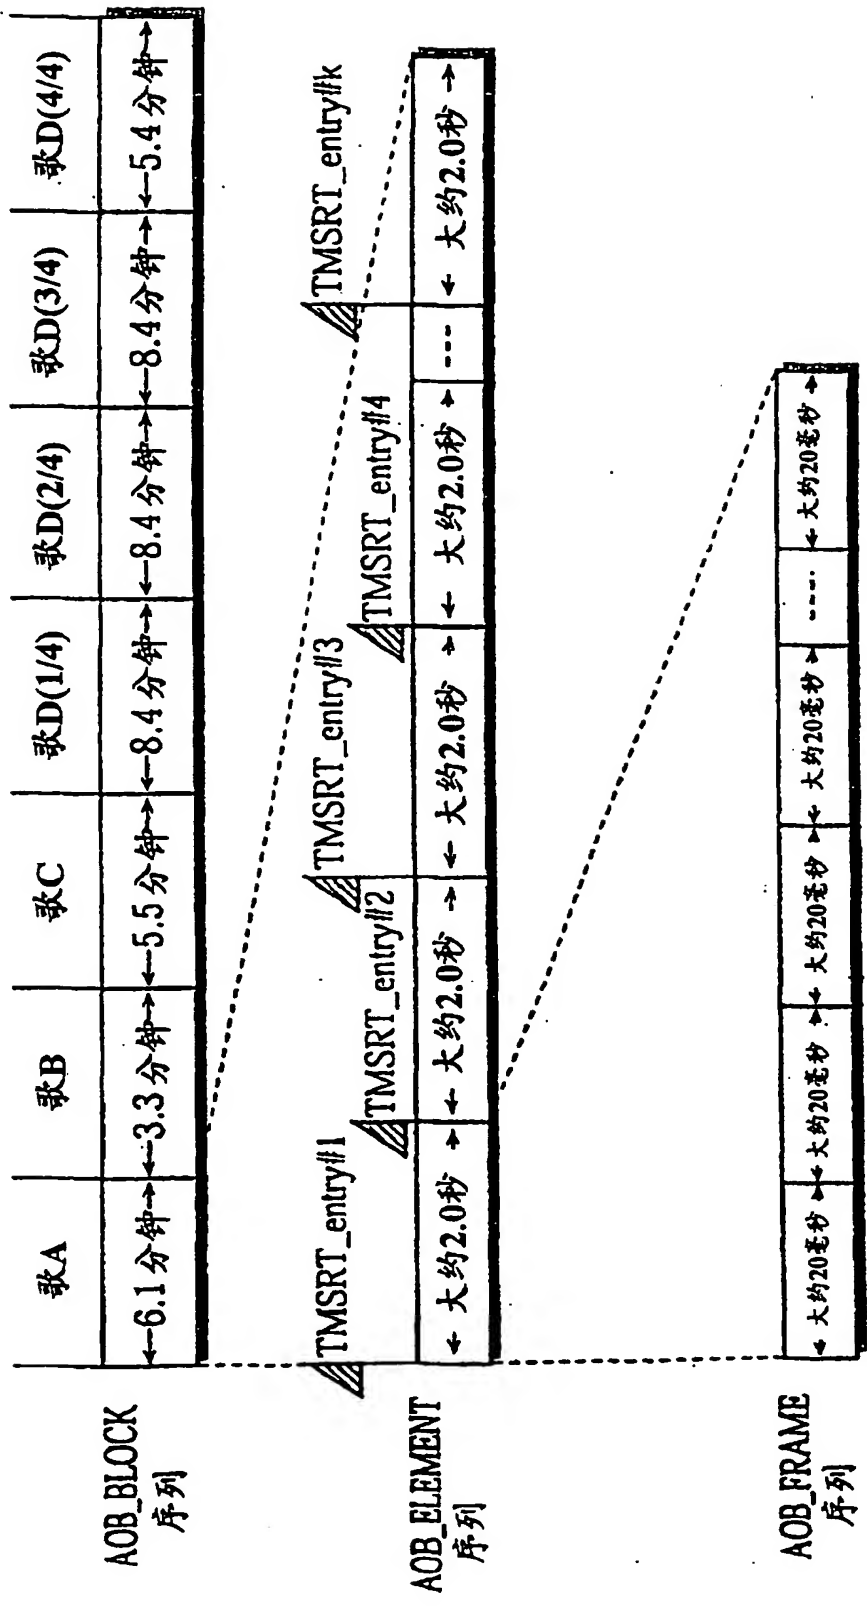 歌A
歌B
歌C
歌D(1/4)
歌D(2/4)
歌D(3/4)
歌D(4/4)
AOB_BLOCK
序列
6.1分钟
3.3分钟
5.5分钟
8.4分钟
8.4分钟
8.4分钟
5.4分钟
TMSRT_entry#1
TMSRT_entry#2
TMSRT_entry#3
TMSRT_entry#4
TMSRT_entry#k
AOB_ELEMENT
序列
大约2.0秒
大约2.0秒
大约2.0秒
大约2.0秒
----
大约2.0秒
AOB_FRAME
序列
大约20毫秒
大约20毫秒
大约20毫秒
大约20毫秒
----
大约20毫秒